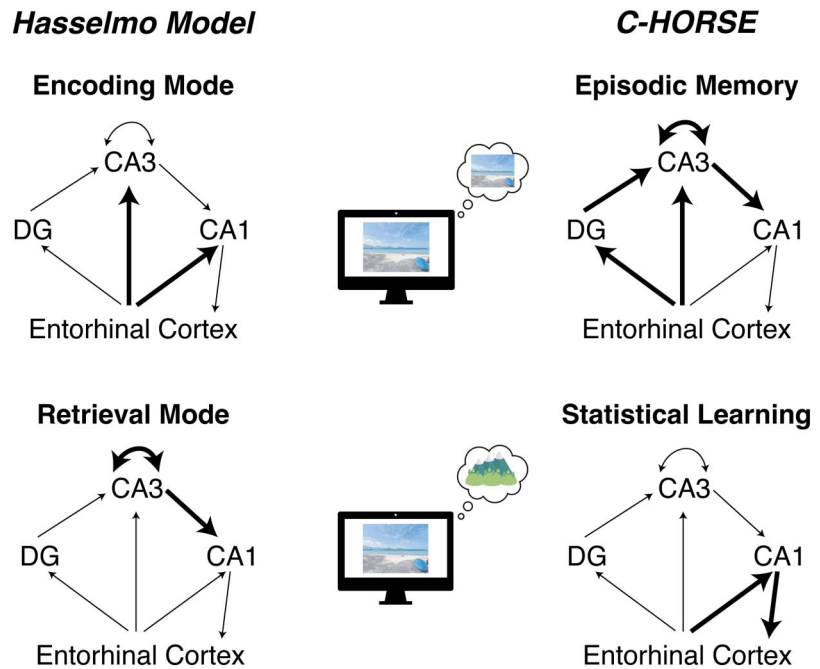 Hasselmo Model
C-HORSE
Encoding Mode
CA3
DG
CA1
Entorhinal Cortex
Episodic Memory
CA3
DG
CA1
Entorhinal Cortex
Retrieval Mode
CA3
DG
CA1
Entorhinal Cortex
Statistical Learning
CA3
DG
CA1
Entorhinal Cortex